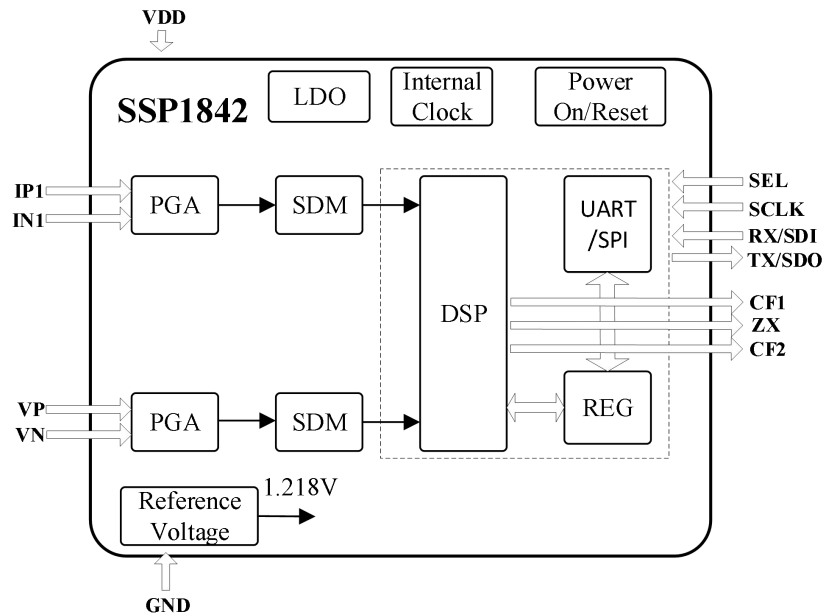 VDD
SSP1842
LDO
Internal
Clock
Power
On/Reset
IP1
IN1
PGA
SDM
DSP
UART
/SPI
SEL
SCLK
RX/SDI
TX/SDO
CF1
ZX
CF2
VP
VN
PGA
SDM
REG
Reference
Voltage
1.218V
GND